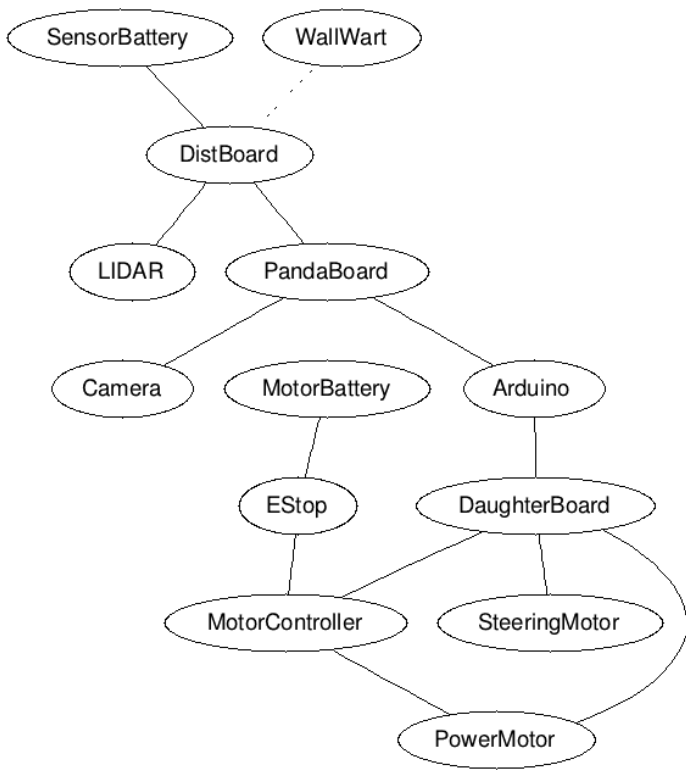 SensorBattery
WallWart
DistBoard
LIDAR
PandaBoard
Camera
MotorBattery
Arduino
EStop
DaughterBoard
MotorController
SteeringMotor
PowerMotor